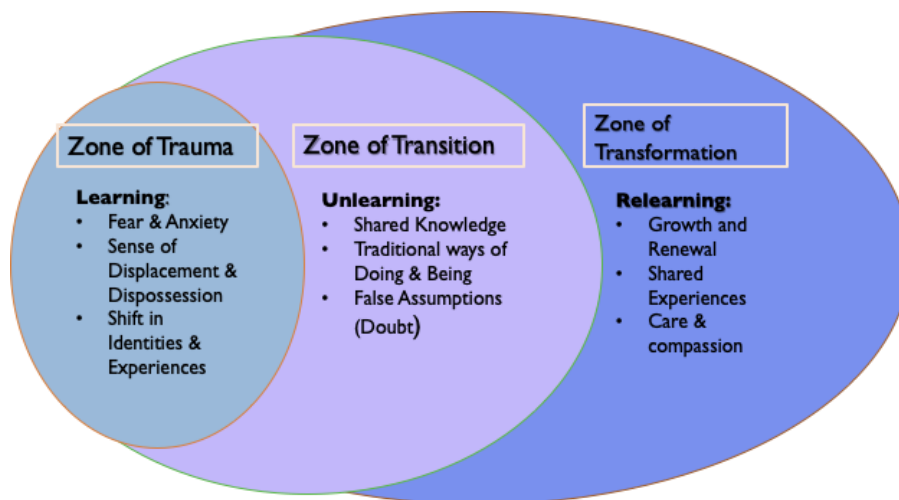 Zone of Trauma
Learning:
• Fear & Anxiety
• Sense of
Displacement &
Dispossession
• Shift in
Identities &
Experiences
Zone of Transition
Unlearning:
• Shared Knowledge
• Traditional ways of
Doing & Being
• False Assumptions
(Doubt)
Zone of
Transformation
Relearning:
• Growth and
Renewal
• Shared
Experiences
• Care &
compassion